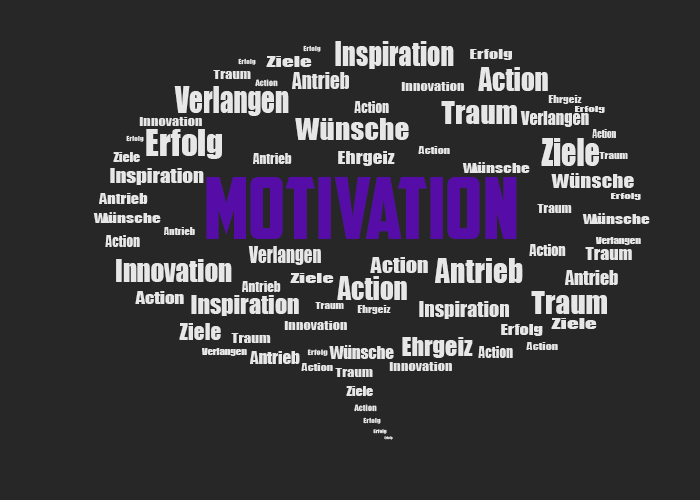 Erfolg
Inspiration
Erfolg
Erfolg
Ziele
Traum
Action
Antrieb
Innovation
Action
Verlangen
Action
Traum
Ehrgeiz
Erfolg
Verlangen
Innovation
Wünsche
Action
Erfolg
Erfolg
Ziele
Antrieb
Ehrgeiz
Action
Ziele
Traum
Inspiration
Wünsche
Wünsche
Antrieb
Erfolg
MOTIVATION
Wünsche
Traum
Wünsche
Antrieb
Action
Verlangen
Verlangen
Action
Traum
Innovation
Action
Antrieb
Ziele
Antrieb
Antrieb
Action
Action
Inspiration
Traum
Ehrgeiz
Inspiration
Traum
Ziele
Traum
Innovation
Erfolg
Ziele
Verlangen
Antrieb
Erfolg
Wünsche
Ehrgeiz
Action
Action
Action
Traum
Innovation
Ziele
Action
Erfolg
Erfolg